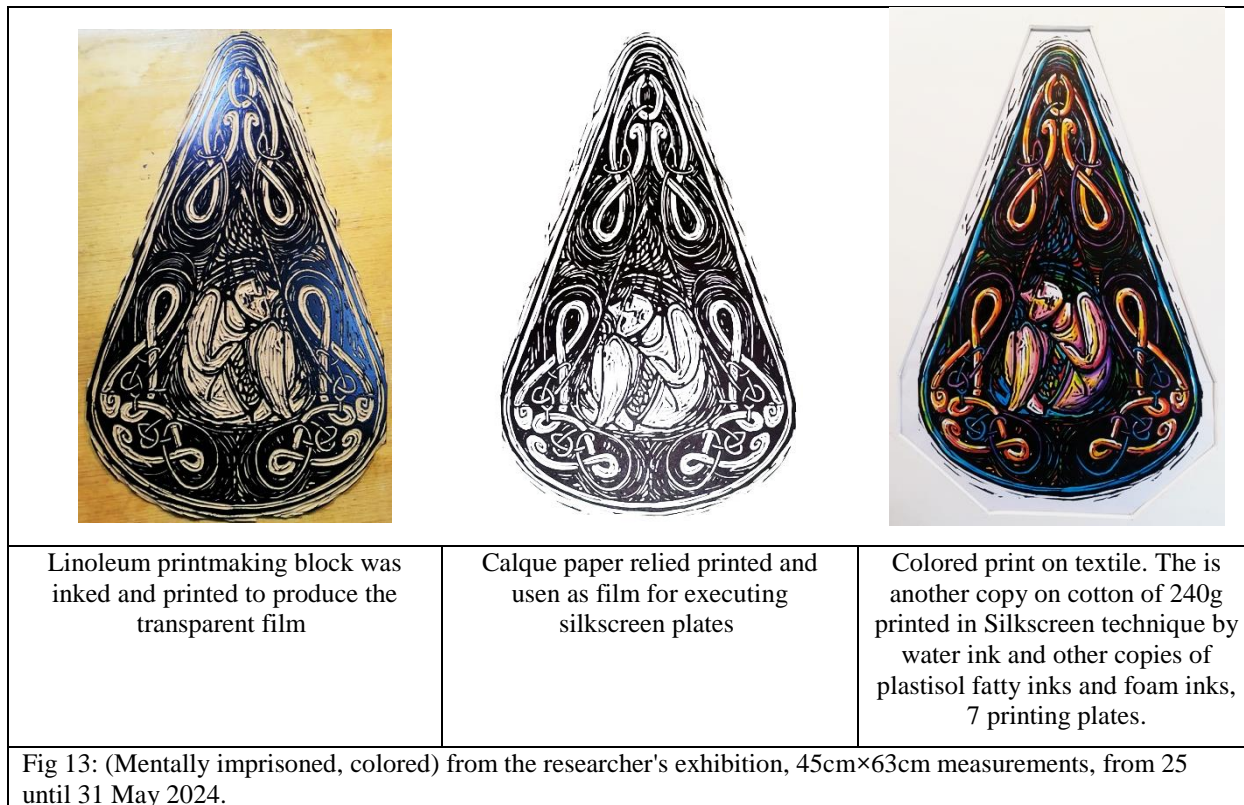 Linoleum printmaking block was
inked and printed to produce the
transparent film
Calque paper relied printed and
usen as film for executing
silkscreen plates
Colored print on textile. The is
another copy on cotton of 240g
printed in Silkscreen technique by
water ink and other copies of
plastisol fatty inks and foam inks,
7 printing plates.
Fig 13: (Mentally imprisoned, colored) from the researcher's exhibition, 45cm×63cm measurements, from 25
until 31 May 2024.